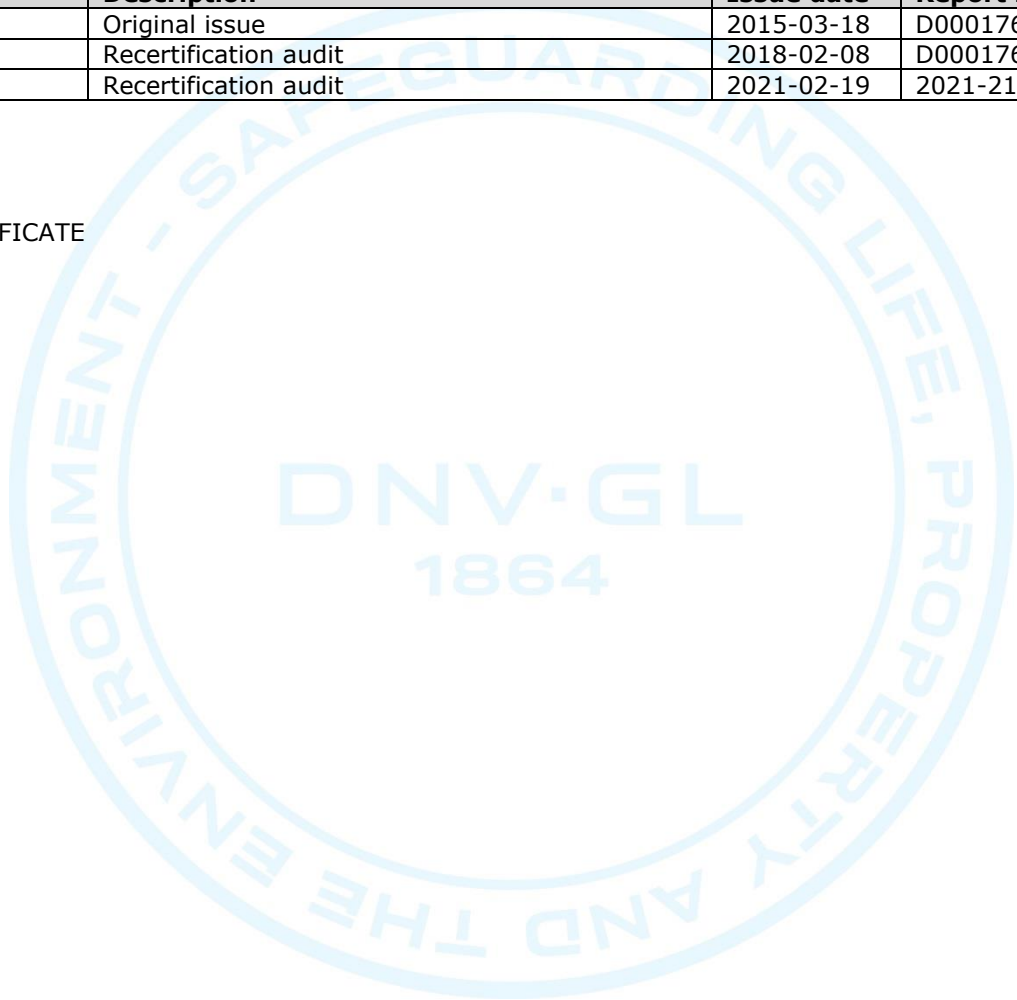 Description Issue date Report
Original issue 2015-03-18 D000176
Recertification audit 2018-02-08 D000176
Recertification audit 2021-02-19 2021-21
FICATE
SAFEGUARDING LIFE, PROPERTY AND THE ENVIRONMENT -
DNV·GL
1864